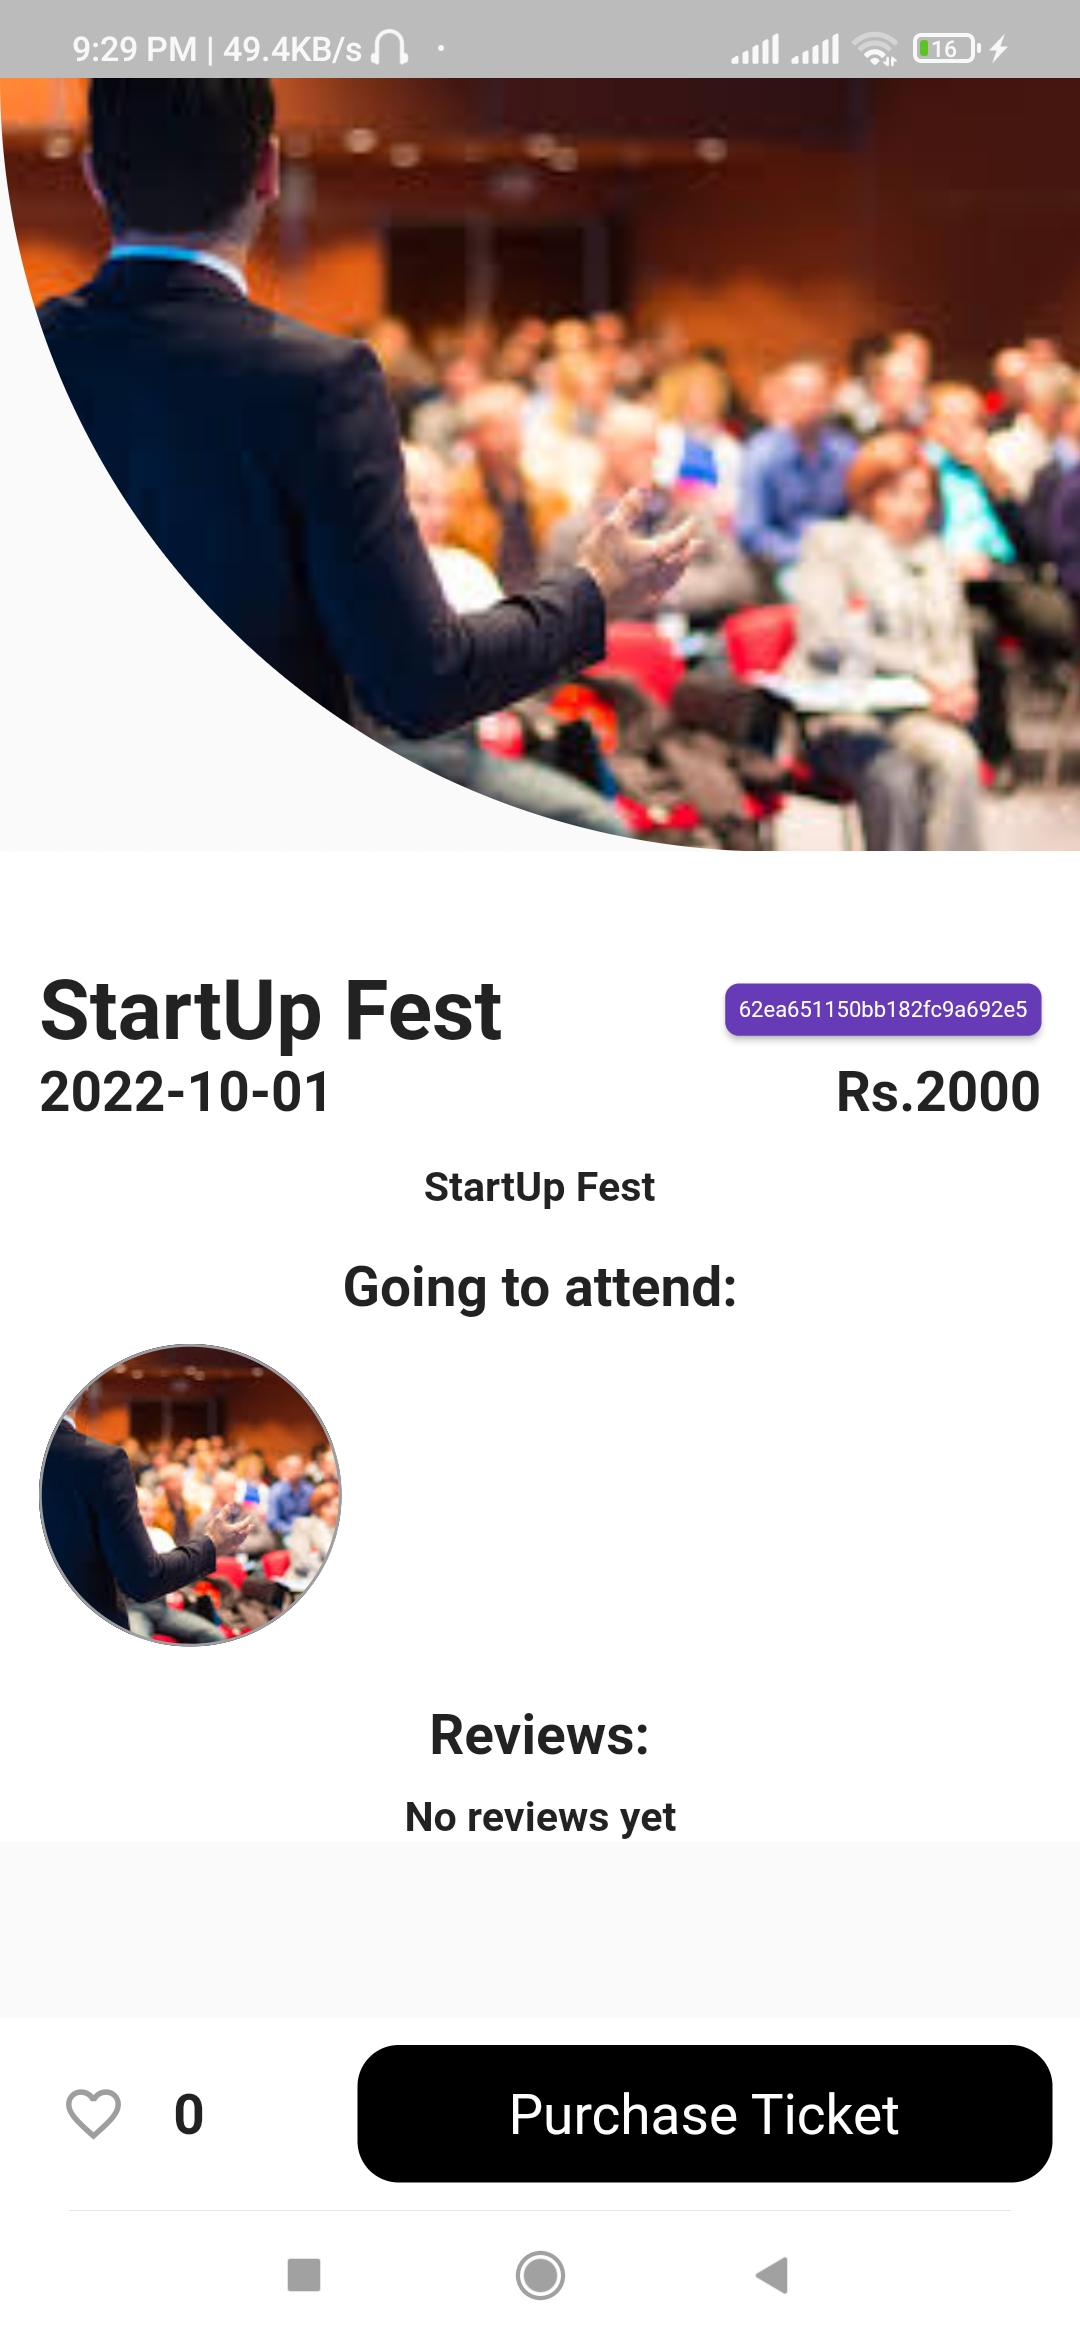 9:29 PM | 49.4KB/s
16
StartUp Fest
62ea651150bb182fc9a692e5
2022-10-01
Rs.2000
StartUp Fest
Going to attend:
Reviews:
No reviews yet
0
Purchase Ticket